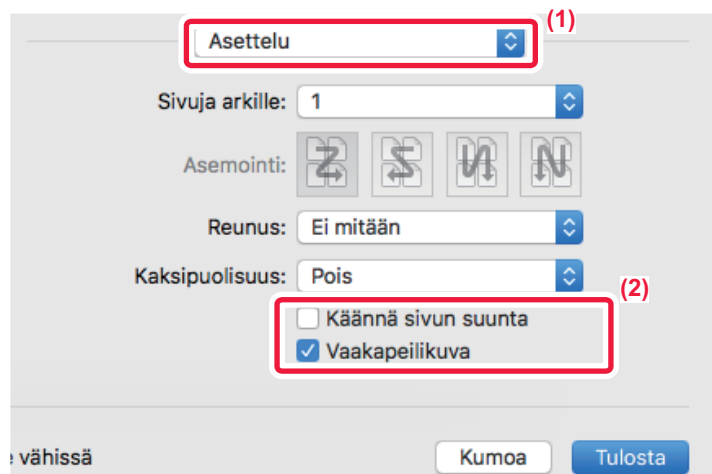 (1)
Asettelu
Sivuja arkille: 1
Asemointi:
Reunus: Ei mitään
Kaksipuolisuus: Pois
(2)
Käännä sivun suunta
Vaakapeilikuva
vähissä Kumoa Tulosta